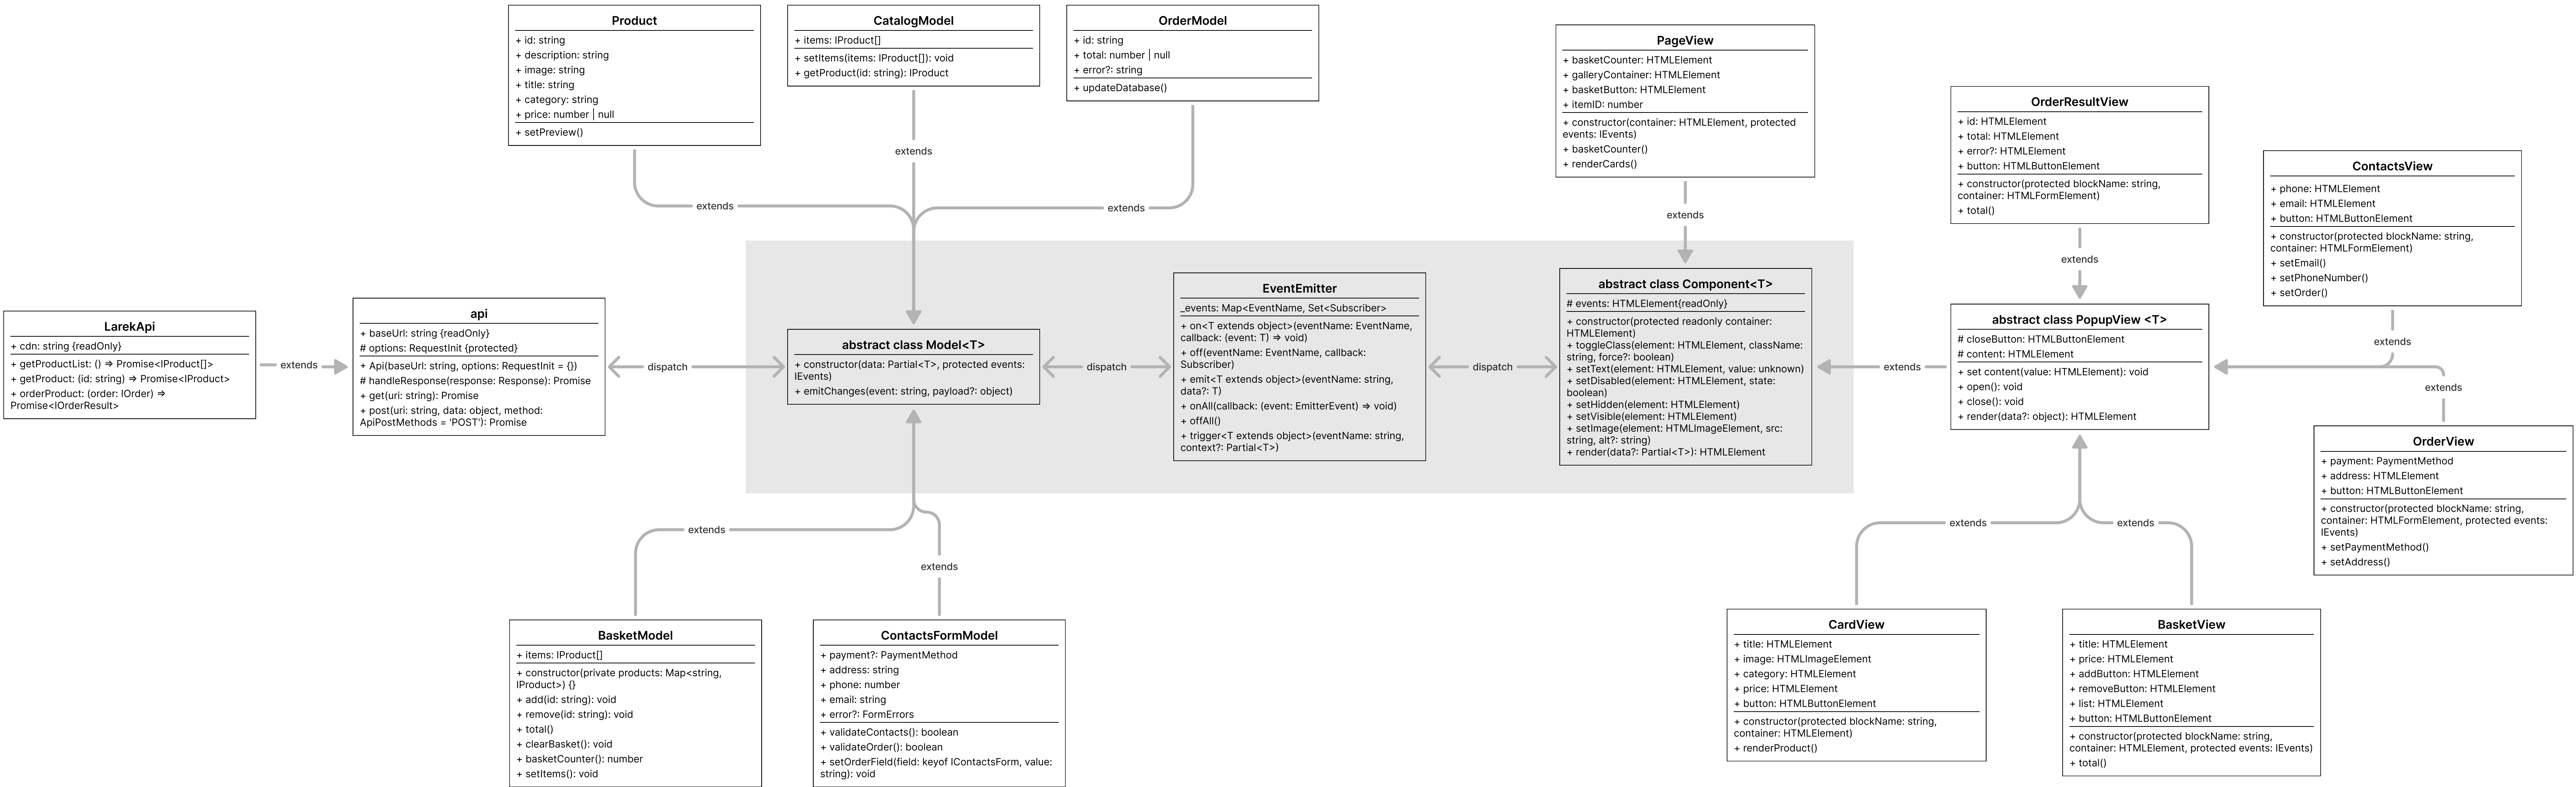 Product
+ id: string
+ description: string
+ image: string
+ title: string
+ category: string
+ price: number | null
+ setPreview()
extends
CatalogModel
+ items: IProduct[]
+ setItems(items: IProduct[]): void
+ getProduct(id: string): IProduct
extends
OrderModel
+ id: string
+ total: number | null
+ error?: string
+ updateDatabase()
extends
PageView
+ basketCounter: HTMLElement
+ galleryContainer: HTMLElement
+ basketButton: HTMLElement
+ itemID: number
+ constructor(container: HTMLElement, protected
events: IEvents)
+ basketCounter()
+ renderCards()
extends
OrderResultView
+ id: HTMLElement
+ total: HTMLElement
+ error?: HTMLElement
+ button: HTMLButtonElement
+ constructor(protected blockName: string,
container: HTMLFormElement)
+ total()
extends
ContactsView
+ phone: HTMLElement
+ email: HTMLElement
+ button: HTMLButtonElement
+ constructor(protected blockName: string,
container: HTMLFormElement)
+ setEmail()
+ setPhoneNumber()
+ setOrder()
extends
LarekApi
+ cdn: string {readOnly}
+ getProductList: () => Promise<IProduct[]>
+ getProduct: (id: string) => Promise<IProduct>
+ orderProduct: (order: IOrder) =>
Promise<IOrderResult>
extends
api
+ baseUrl: string {readOnly}
# options: RequestInit {protected}
+ Api(baseUrl: string, options: RequestInit = {})
# handleResponse(response: Response): Promise
+ get(uri: string): Promise
+ post(uri: string, data: object, method:
ApiPostMethods = 'POST'): Promise
dispatch
abstract class Model<T>
+ constructor(data: Partial<T>, protected events:
IEvents)
+ emitChanges(event: string, payload?: object)
dispatch
EventEmitter
_events: Map<EventName, Set<Subscriber>
+ on<T extends object>(eventName: EventName,
callback: (event: T) => void)
+ off(eventName: EventName, callback:
Subscriber)
+ emit<T extends object>(eventName: string,
data?: T)
+ onAll(callback: (event: EmitterEvent) => void)
+ offAll()
+ trigger<T extends object>(eventName: string,
context?: Partial<T>)
dispatch
abstract class Component<T>
# events: HTMLElement{readOnly}
+ constructor(protected readonly container:
HTMLElement)
+ toggleClass(element: HTMLElement, className:
string, force?: boolean)
+ setText(element: HTMLElement, value: unknown)
+ setDisabled(element: HTMLElement, state:
boolean)
+ setHidden(element: HTMLElement)
+ setVisible(element: HTMLElement)
+ setImage(element: HTMLImageElement, src:
string, alt?: string)
+ render(data?: Partial<T>): HTMLElement
extends
abstract class PopupView <T>
# closeButton: HTMLButtonElement
# content: HTMLElement
+ set content(value: HTMLElement): void
+ open(): void
+ close(): void
+ render(data?: object): HTMLElement
extends
OrderView
+ payment: PaymentMethod
+ address: HTMLElement
+ button: HTMLButtonElement
+ constructor(protected blockName: string,
container: HTMLFormElement, protected events:
IEvents)
+ setPaymentMethod()
+ setAddress()
extends
BasketModel
+ items: IProduct[]
+ constructor(private products: Map<string,
IProduct>) {}
+ add(id: string): void
+ remove(id: string): void
+ total()
+ clearBasket(): void
+ basketCounter(): number
+ setItems(): void
extends
ContactsFormModel
+ payment?: PaymentMethod
+ address: string
+ phone: number
+ email: string
+ error?: FormErrors
+ validateContacts(): boolean
+ validateOrder(): boolean
+ setOrderField(field: keyof IContactsForm, value:
string): void
extends
CardView
+ title: HTMLElement
+ image: HTMLImageElement
+ category: HTMLElement
+ price: HTMLElement
+ button: HTMLButtonElement
+ constructor(protected blockName: string,
container: HTMLElement)
+ renderProduct()
extends
BasketView
+ title: HTMLElement
+ price: HTMLElement
+ addButton: HTMLElement
+ removeButton: HTMLElement
+ list: HTMLElement
+ button: HTMLButtonElement
+ constructor(protected blockName: string,
container: HTMLElement, protected events: IEvents)
+ total()